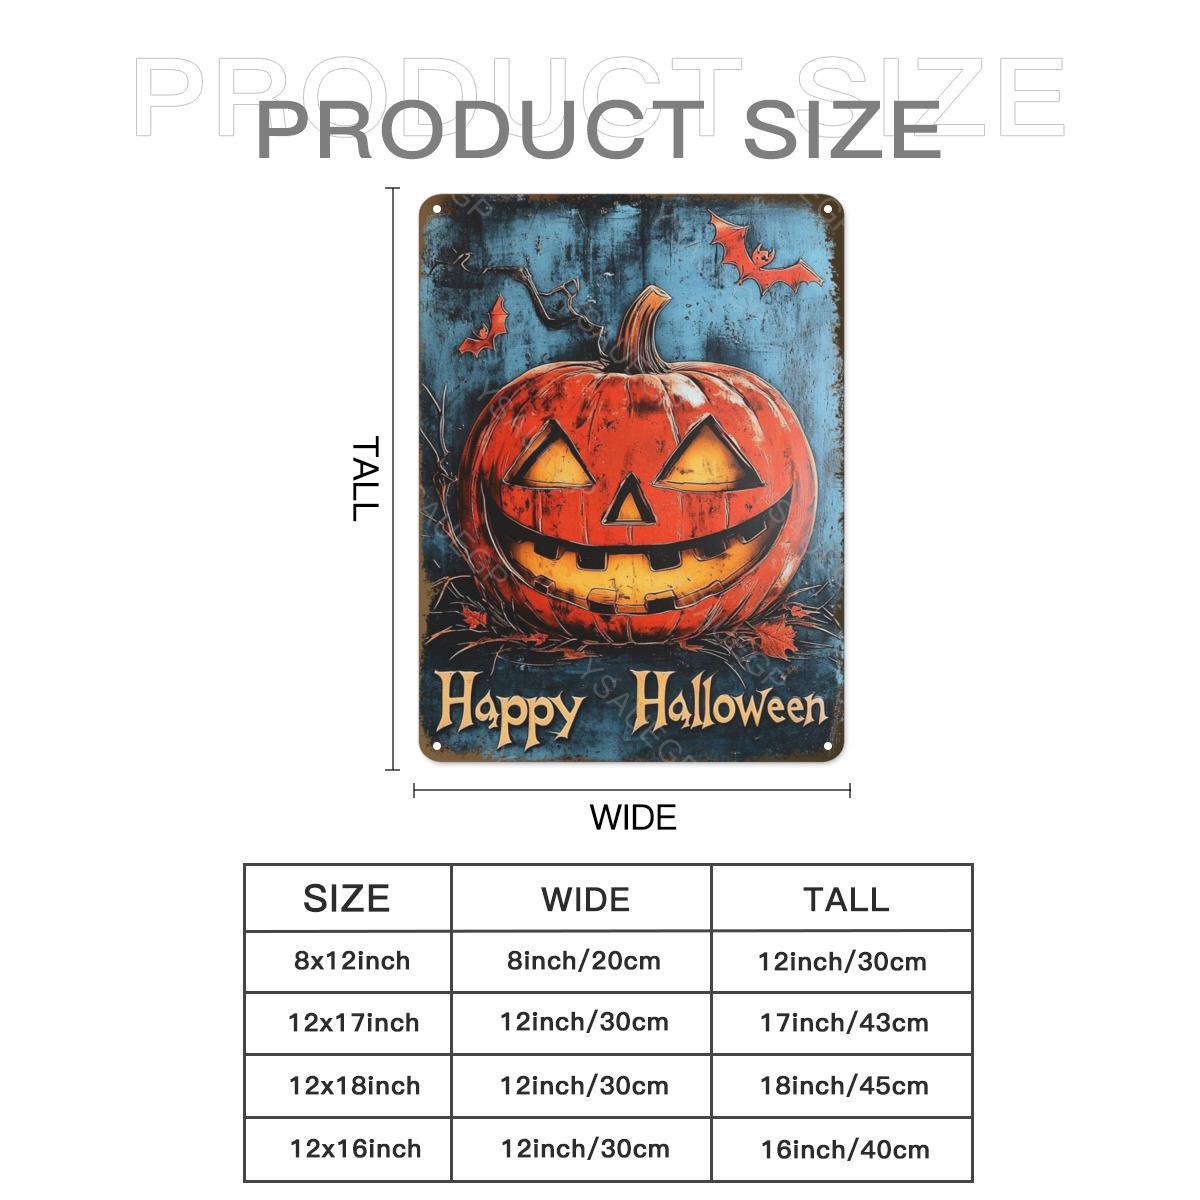 PRODUCT SIZE
PRODUCT SIZE
TALL
Happy Halloween
WIDE
SIZE WIDE TALL
8x12inch 8inch/20cm 12inch/30cm
12x17inch 12inch/30cm 17inch/43cm
12x18inch 12inch/30cm 18inch/45cm
12x16inch 12inch/30cm 16inch/40cm